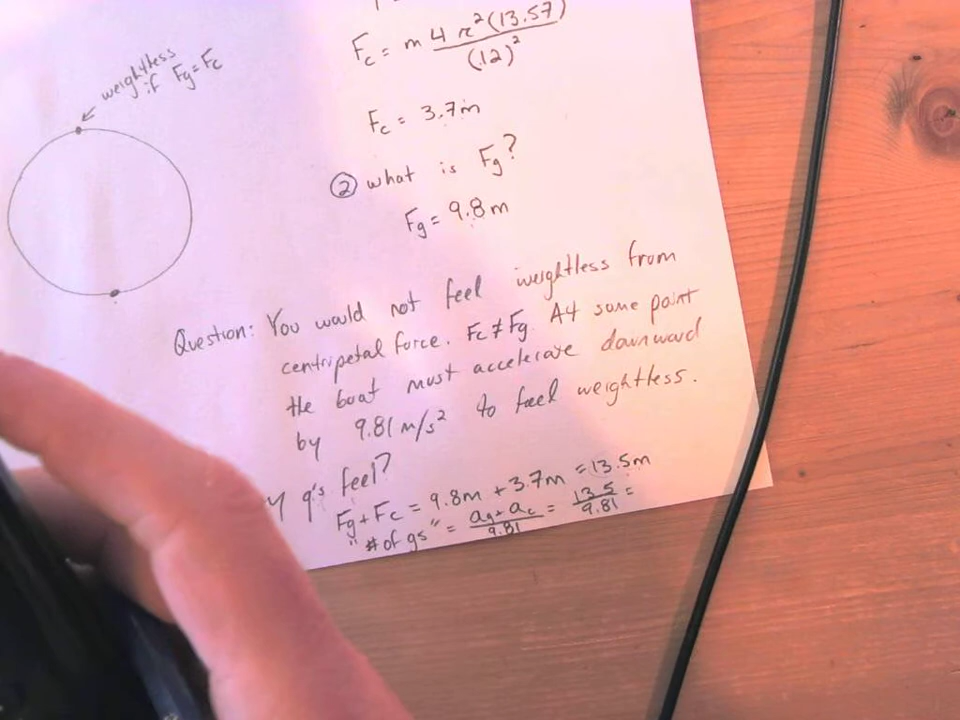 weightless
if Fg = Fc
Fc = m 4π²(13.57)
(12)²
Fc = 3.7m
② what is Fg?
Fg = 9.8m
Question: You would not feel weightless from
centripetal force. Fc ≠ Fg. At some point
the boat must accelerate downward
by 9.81 m/s² to feel weightless.
g's feel?
Fg + Fc = 9.8m + 3.7m = 13.5m
"# of gs" = ag + ac / 9.81 = 13.5 / 9.81 =